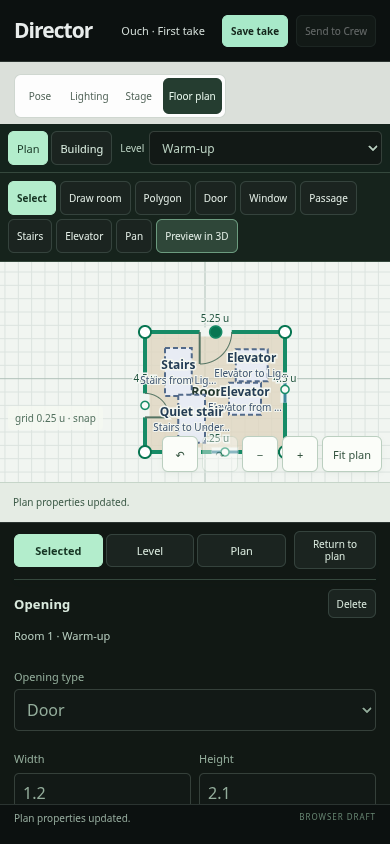 Director
Ouch · First take
Save take
Send to Crew
Pose
Lighting
Stage
Floor plan
Plan
Building
Level
Warm-up
Select
Draw room
Polygon
Door
Window
Passage
Stairs
Elevator
Pan
Preview in 3D
5.25 u
Stairs
Stairs from Lig...
Elevator
Elevator to Lig...
Elevator
Elevator from ...
Quiet stair
Stairs to Under...
grid 0.25 u · snap
Fit plan
Plan properties updated.
Selected
Level
Plan
Return to plan
Opening
Delete
Room 1 · Warm-up
Opening type
Door
Width
Height
1.2
2.1
Plan properties updated.
BROWSER DRAFT